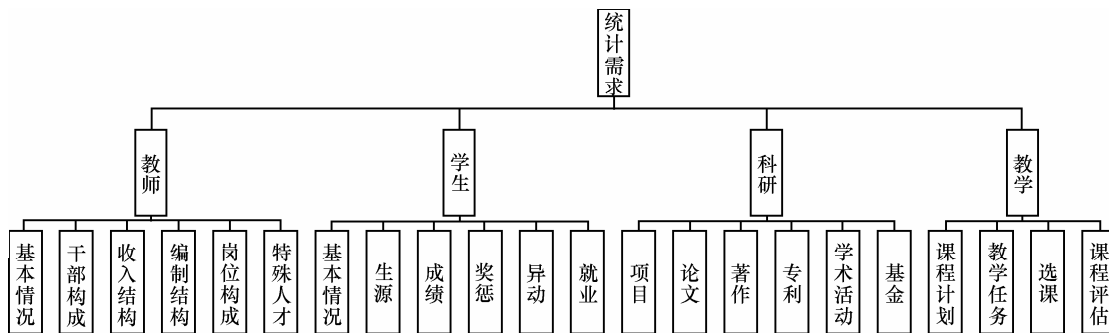 统计需求
教师
学生
科研
教学
基本情况
干部构成
收入结构
编制结构
岗位构成
特殊人才
基本情况
生源
成绩
奖惩
异动
就业
项目
论文
著作
专利
学术活动
基金
课程计划
教学任务
选课
课程评估